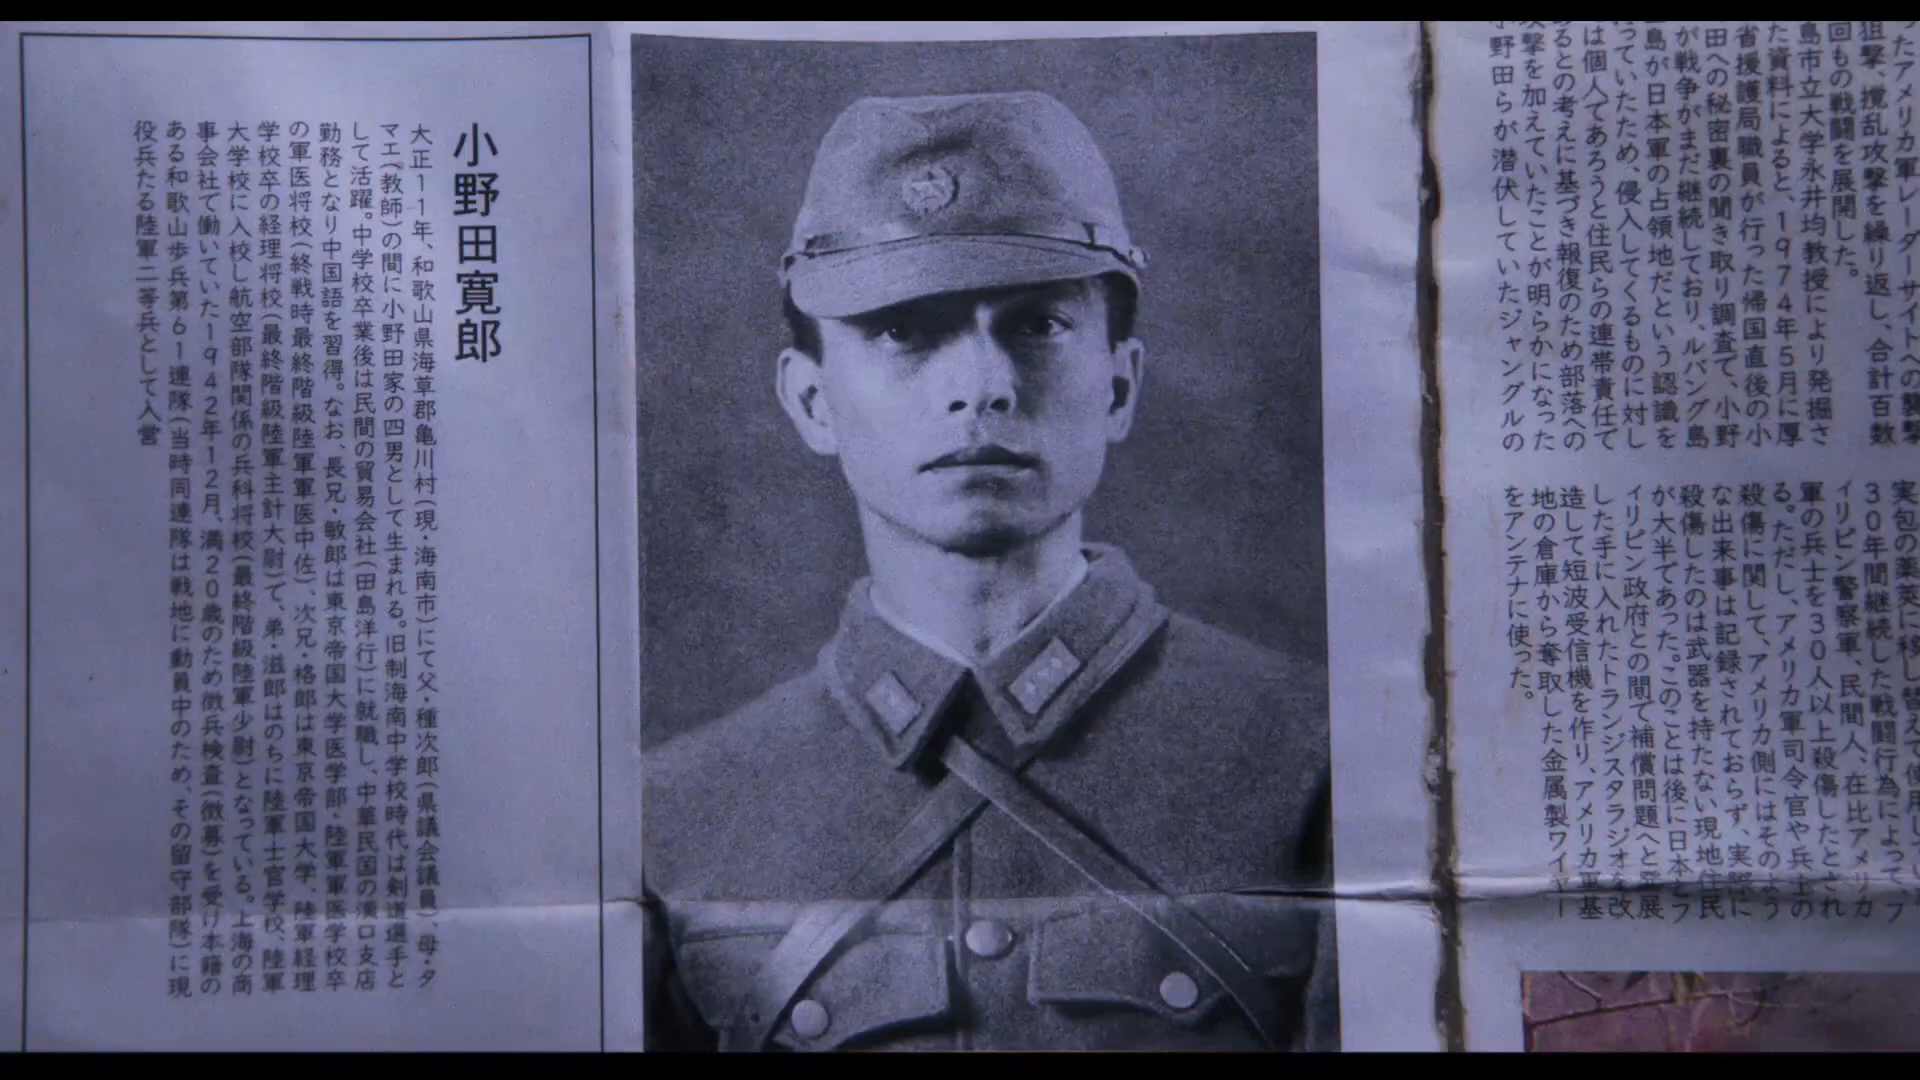 たアメリカ軍レーダーサイトへの襲撃
狙撃、撹乱攻撃を繰り返し、合計百数
回もの戦闘を展開した。
島市立大学永井均教授により発掘さ
た資料によると、1974年5月に厚
省援護局職員が行った帰国直後の小
田への秘密裏の聞き取り調査で、小野
が戦争がまだ継続しており、ルバング島
島が日本軍の占領地だという認識を
っていたため、侵入してくるものに対し
は個人であろうと住民らの連帯責任で
あるとの考えに基づき報復のため部落への
攻撃を加えていたことが明らかになった
小野田らが潜伏していたジャングルの
実包の薬莢に移し替えて使用してい
30年間継続した戦闘行為によって、フ
ィリピン警察軍、民間人、在比アメリカ
軍の兵士を30人以上殺傷したとされ
る。ただし、アメリカ軍司令官や兵士の
殺傷に関して、アメリカ側にはそのよう
な出来事は記録されておらず、実際に
殺傷したのは武器を持たない現地住民
が大半であった。このことは後に日本とフ
ィリピン政府との間で補償問題へと発展
した手に入れたトランジスタラジオを改
造して短波受信機を作り、アメリカ軍基
地の倉庫から奪取した金属製ワイヤー
をアンテナに使った。
小野田寛郎
大正11年、和歌山県海草郡亀川村(現・海南市)にて父・種次郎(県議会議員)、母・タ
マエ(教師)の間に小野田家の四男として生まれる。旧制海南中学校時代は剣道選手と
して活躍。中学校卒業後は民間の貿易会社(田島洋行)に就職し、中華民国の漢口支店
勤務となり中国語を習得。なお、長兄・敏郎は東京帝国大学医学部・陸軍軍医学校卒
の軍医将校(終戦時最終階級陸軍軍医中佐)、次兄・格郎は東京帝国大学、陸軍経理
学校卒の経理将校(最終階級陸軍主計大尉)で、弟・滋郎はのちに陸軍士官学校、陸軍
大学校に入校し航空部隊関係の兵科将校(最終階級陸軍少尉)となっている。上海の商
事会社で働いていた1942年12月、満20歳のため徴兵検査(徴募)を受け本籍の
ある和歌山歩兵第61連隊(当時同連隊は戦地に動員中のため、その留守部隊)に現
役兵たる陸軍二等兵として入営